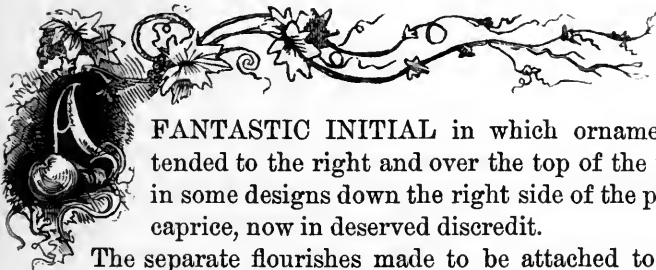 A FANTASTIC INITIAL in which orname
tended to the right and over the top of the
in some designs down the right side of the p
caprice, now in deserved discredit.
The separate flourishes made to be attached to